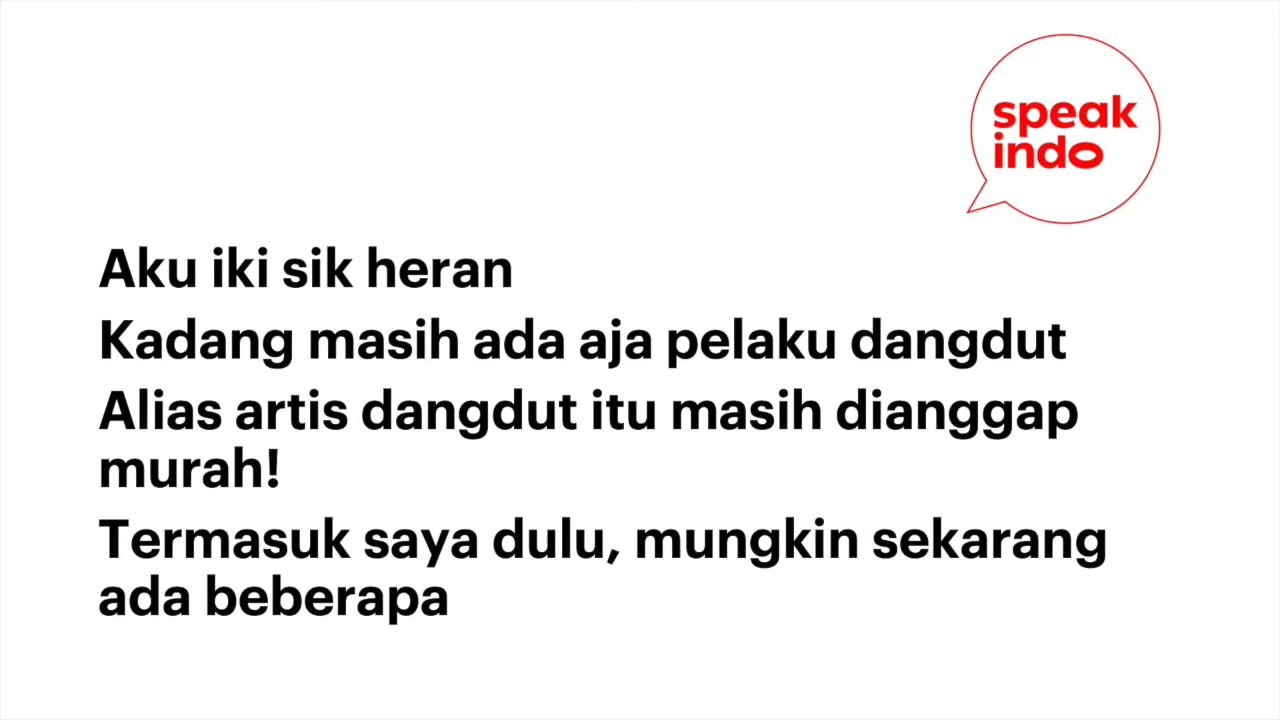 speak
indo
Aku iki sik heran
Kadang masih ada aja pelaku dangdut
Alias artis dangdut itu masih dianggap
murah!
Termasuk saya dulu, mungkin sekarang
ada beberapa